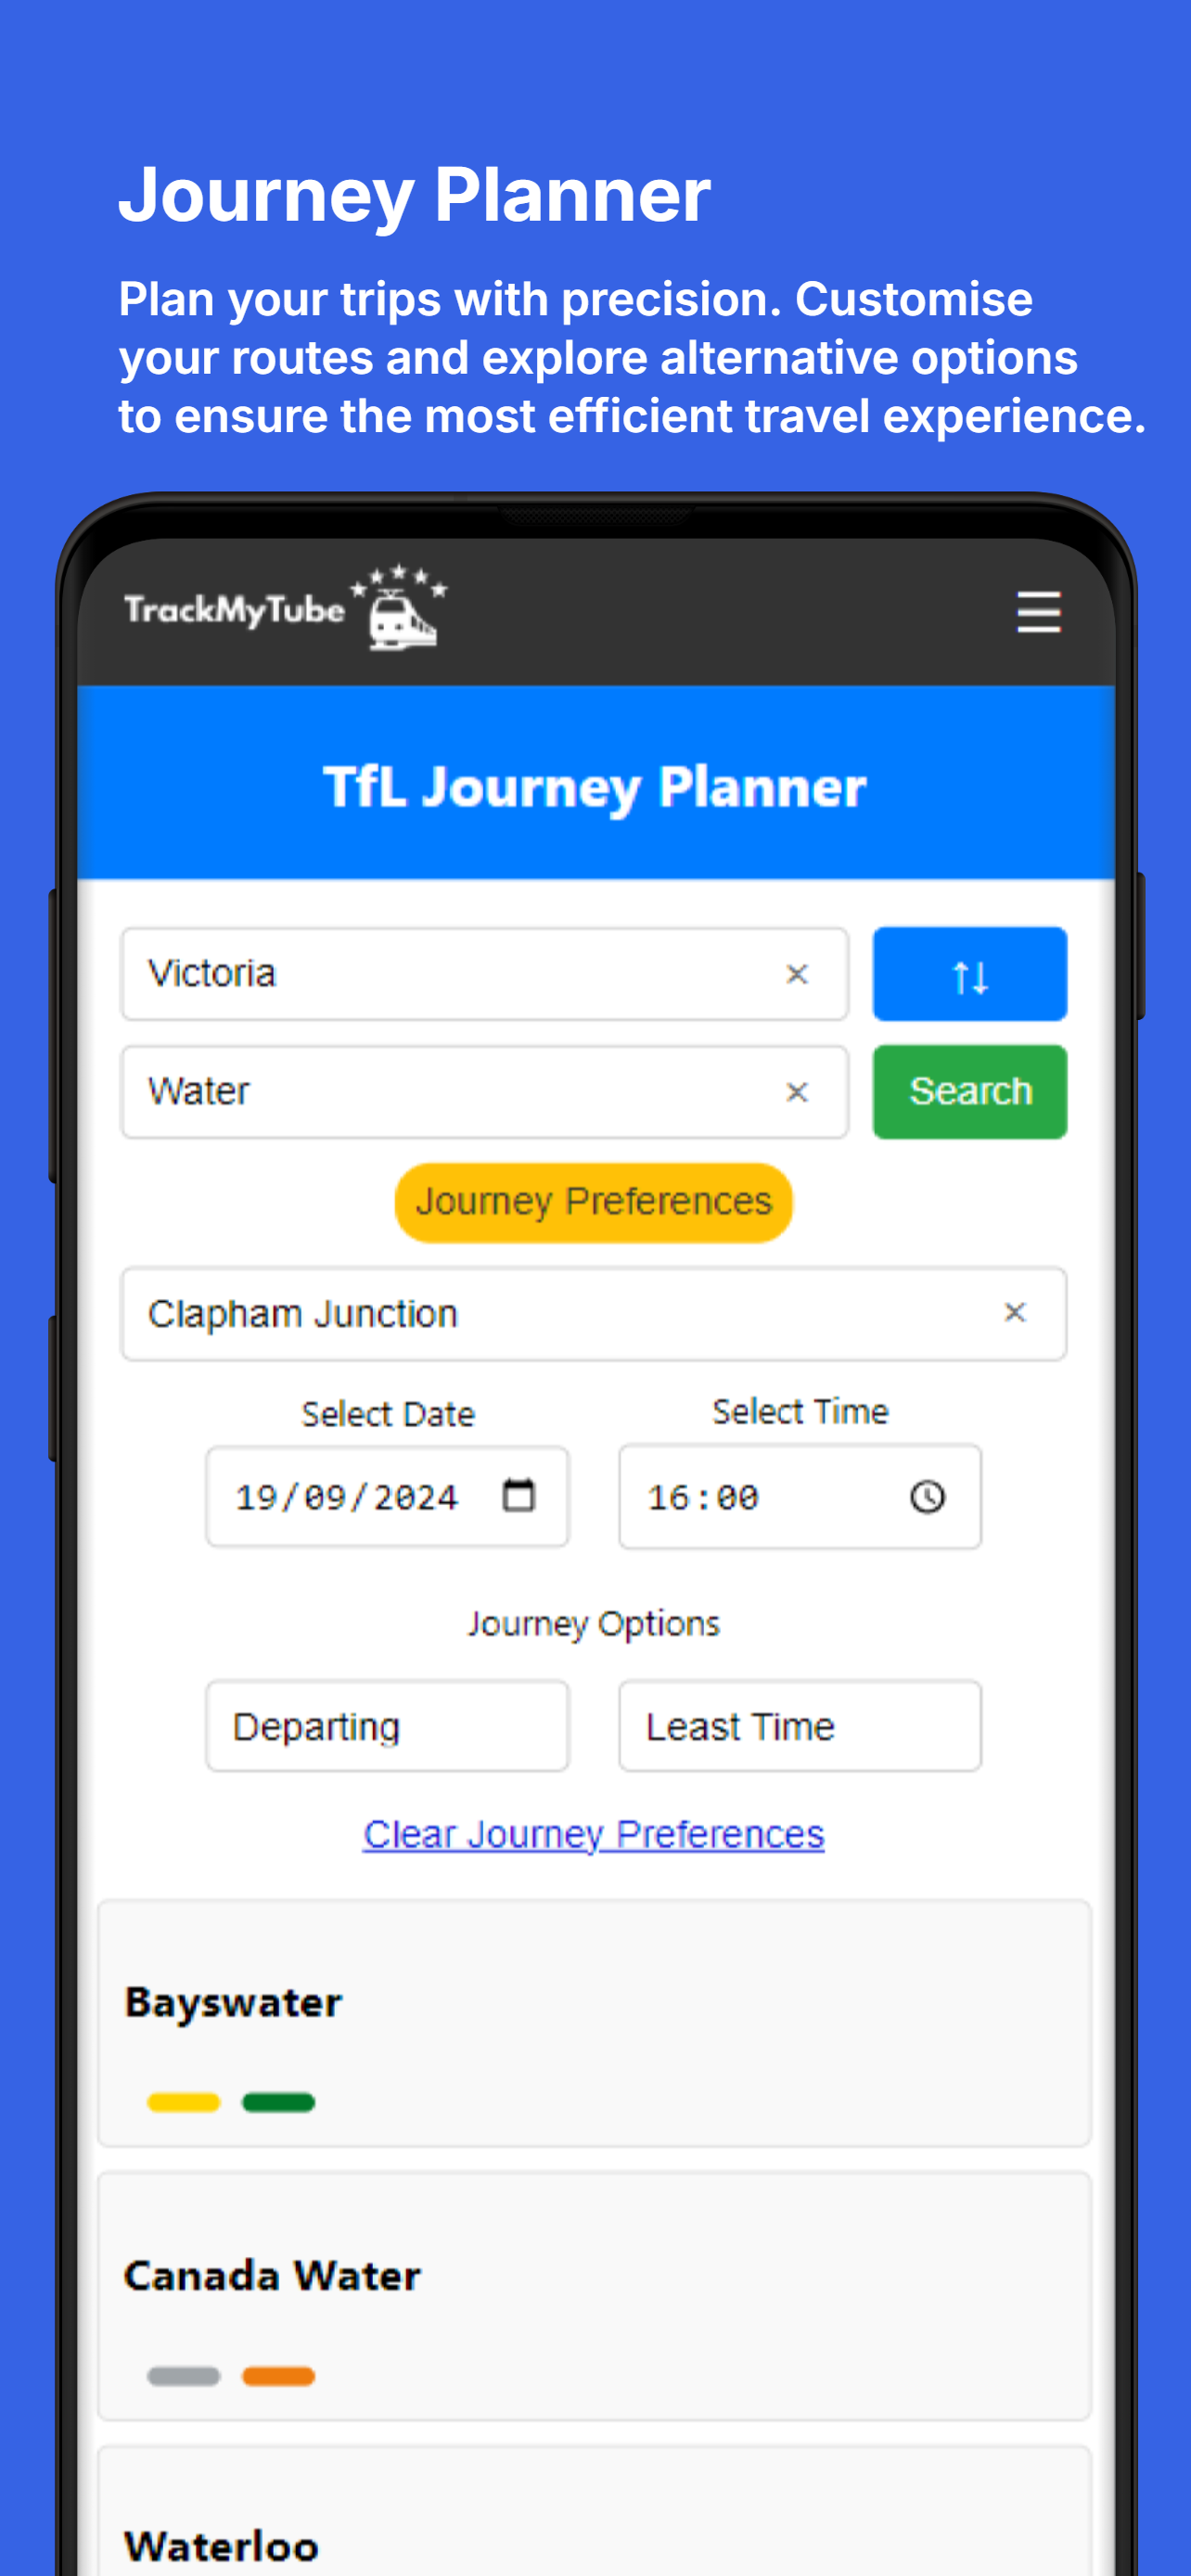 Journey Planner
Plan your trips with precision. Customise
your routes and explore alternative options
to ensure the most efficient travel experience.
TrackMyTube
TfL Journey Planner
Victoria ×
↑↓
Water ×
Search
Journey Preferences
Clapham Junction ×
Select Date
Select Time
19/09/2024
16:00
Journey Options
Departing
Least Time
Clear Journey Preferences
Bayswater
Canada Water
Waterloo